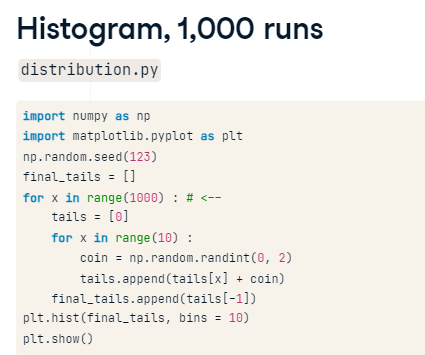 Histogram, 1,000 runs
distribution.py
import numpy as np
import matplotlib.pyplot as plt
np.random.seed(123)
final_tails = []
for x in range(1000) : # <--
    tails = [0]
    for x in range(10) :
        coin = np.random.randint(0, 2)
        tails.append(tails[x] + coin)
    final_tails.append(tails[-1])
plt.hist(final_tails, bins = 10)
plt.show()